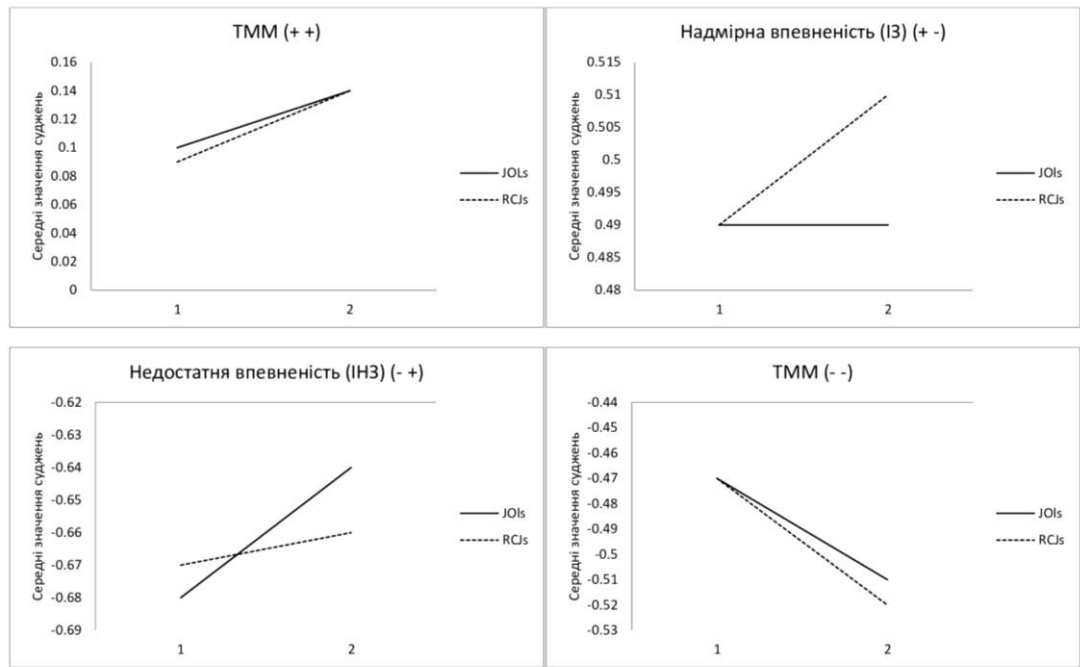 ТММ (+ +)
Середні значення суджень
0.16
0.14
0.12
0.1
0.08
0.06
0.04
0.02
0
1 2
JOLs
RCJs
Надмірна впевненість (ІЗ) (+ -)
Середні значення суджень
0.515
0.51
0.505
0.5
0.495
0.49
0.485
0.48
1 2
JOIs
RCJs
Недостатня впевненість (ІНЗ) (- +)
Середні значення суджень
-0.62
-0.63
-0.64
-0.65
-0.66
-0.67
-0.68
-0.69
1 2
JOIs
RCJs
ТММ (- -)
Середні значення суджень
-0.44
-0.45
-0.46
-0.47
-0.48
-0.49
-0.5
-0.51
-0.52
-0.53
1 2
JOIs
RCJs